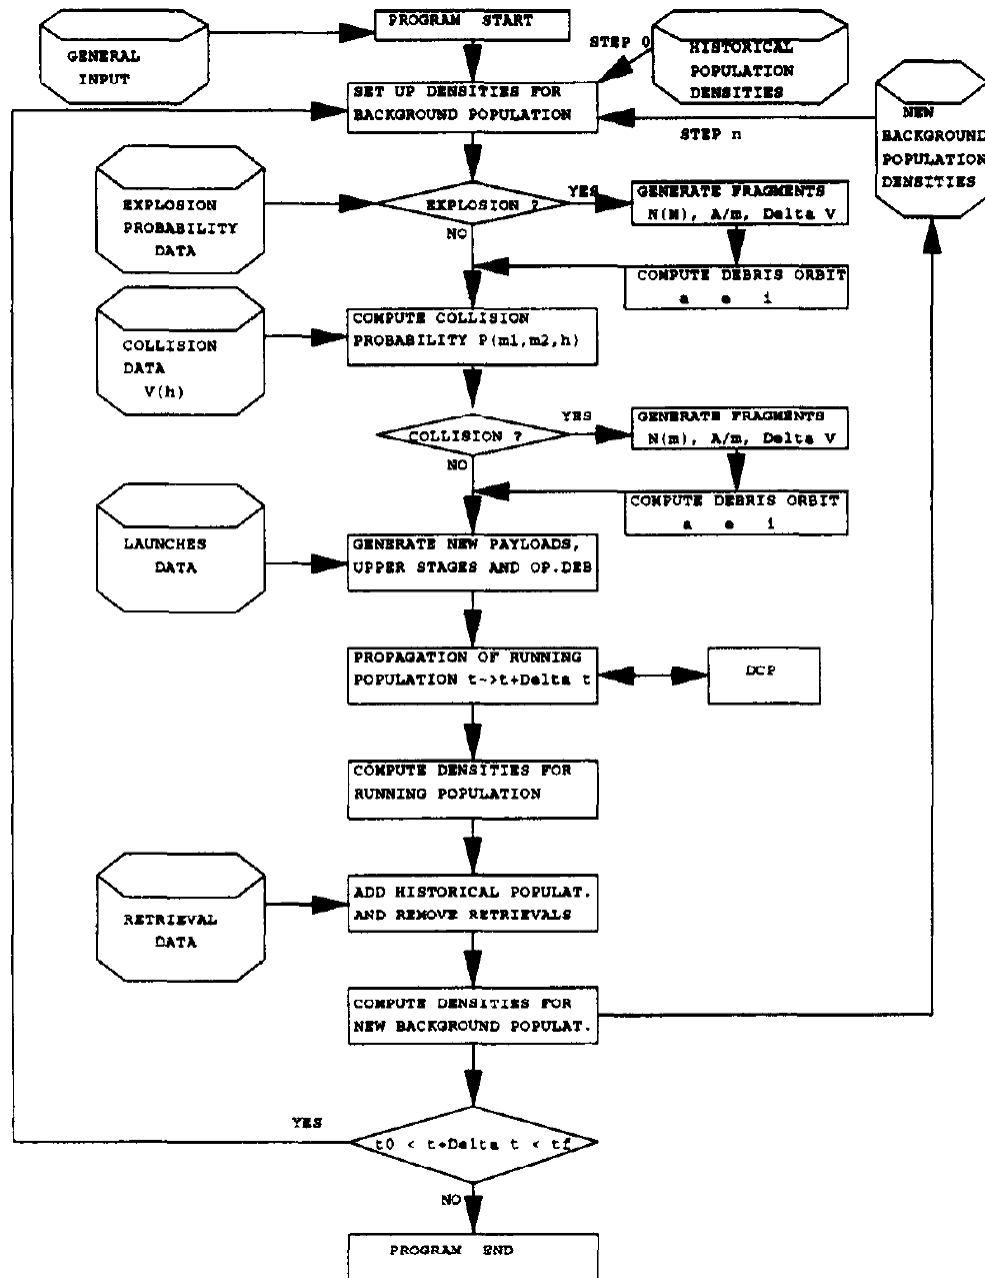 PROGRAM START
GENERAL
INPUT
STEP 0
HISTORICAL
POPULATION
DENSITIES
SET UP DENSITIES FOR
BACKGROUND POPULATION
STEP n
NEW
BACKGROUND
POPULATION
DENSITIES
EXPLOSION
PROBABILITY
DATA
EXPLOSION ?
YES
NO
GENERATE FRAGMENTS
N(M), A/m, Delta V
COMPUTE DEBRIS ORBIT
a e i
COLLISION
DATA
V(h)
COMPUTE COLLISION
PROBABILITY P(m1,m2,h)
COLLISION ?
YES
NO
GENERATE FRAGMENTS
N(m), A/m, Delta V
COMPUTE DEBRIS ORBIT
a e i
LAUNCHES
DATA
GENERATE NEW PAYLOADS,
UPPER STAGES AND OP.DEB
PROPAGATION OF RUNNING
POPULATION t->t+Delta t
DCP
COMPUTE DENSITIES FOR
RUNNING POPULATION
RETRIEVAL
DATA
ADD HISTORICAL POPULAT.
AND REMOVE RETRIEVALS
COMPUTE DENSITIES FOR
NEW BACKGROUND POPULAT.
YES
t0 < t+Delta t < tf
NO
PROGRAM END